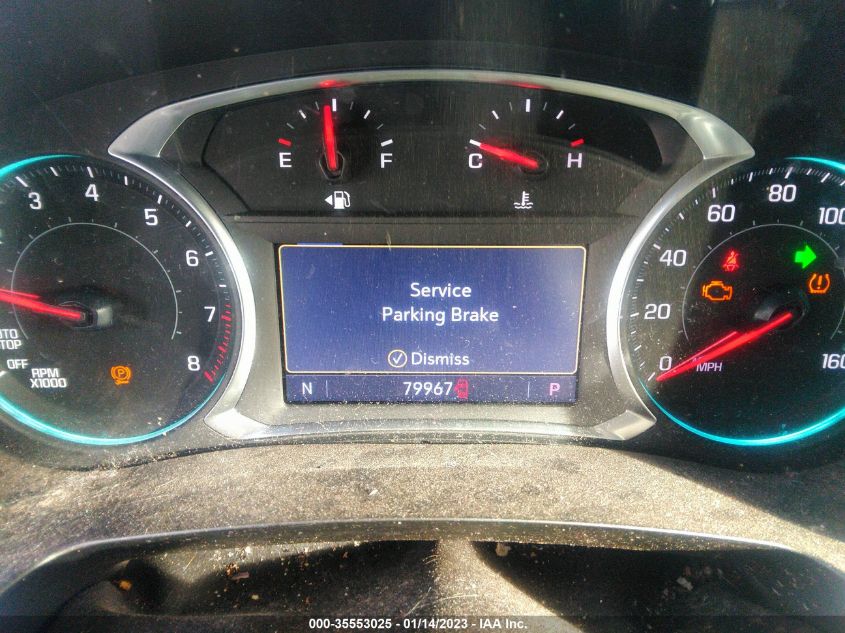 E F
C H
3 4 5 6 7 8
AUTO
STOP
OFF
RPM
X1000
P
Service
Parking Brake
Dismiss
N 79967 P
0 20 40 60 80 100 160
MPH
000-35553025 - 01/14/2023 - IAA Inc.